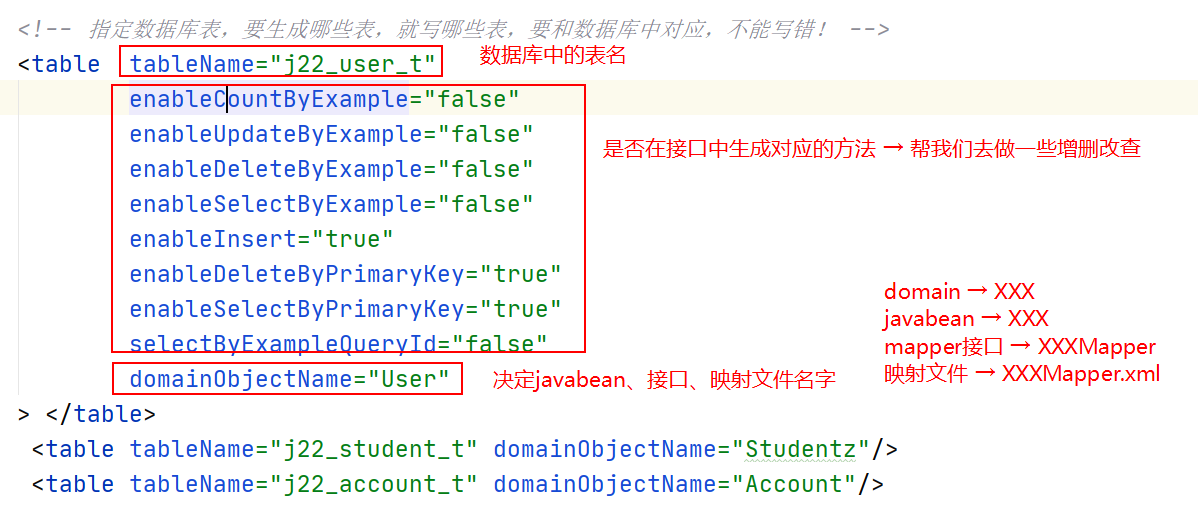 <!-- 指定数据库表，要生成哪些表，就写哪些表，要和数据库中对应，不能写错！ -->
<table tableName="j22_user_t" 数据库中的表名
enableCountByExample="false"
enableUpdateByExample="false"
是否在接口中生成对应的方法 → 帮我们去做一些增删改查
enableDeleteByExample="false"
enableSelectByExample="false"
enableInsert="true"
enableDeleteByPrimaryKey="true"
domain → XXX
enableSelectByPrimaryKey="true"
javabean → XXX
selectByExampleQueryId="false"
mapper接口 → XXXMapper
domainObjectName="User" 决定javabean、接口、映射文件名字
映射文件 → XXXMapper.xml
> </table>
<table tableName="j22_student_t" domainObjectName="Studentz"/>
<table tableName="j22_account_t" domainObjectName="Account"/>